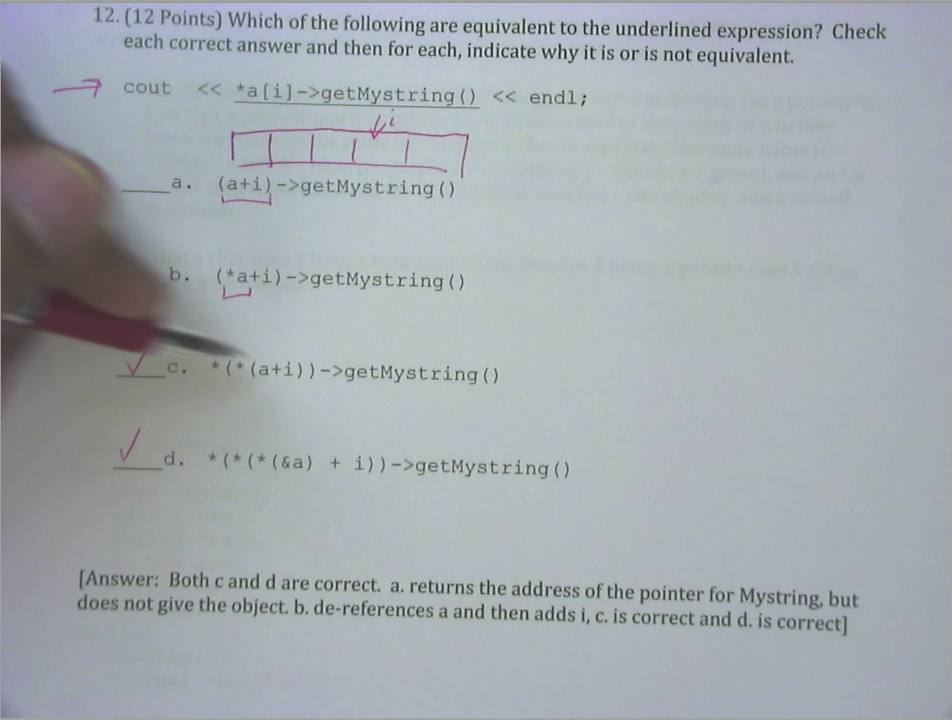 12. (12 Points) Which of the following are equivalent to the underlined expression? Check
each correct answer and then for each, indicate why it is or is not equivalent.
cout << *a[i]->getMystring() << endl;
i
____a. (a+i)->getMystring()
b. (*a+i)->getMystring()
✓ c. *(*(a+i))->getMystring()
✓ d. *(*(*(&a) + i))->getMystring()
[Answer: Both c and d are correct. a. returns the address of the pointer for Mystring, but
does not give the object. b. de-references a and then adds i, c. is correct and d. is correct]